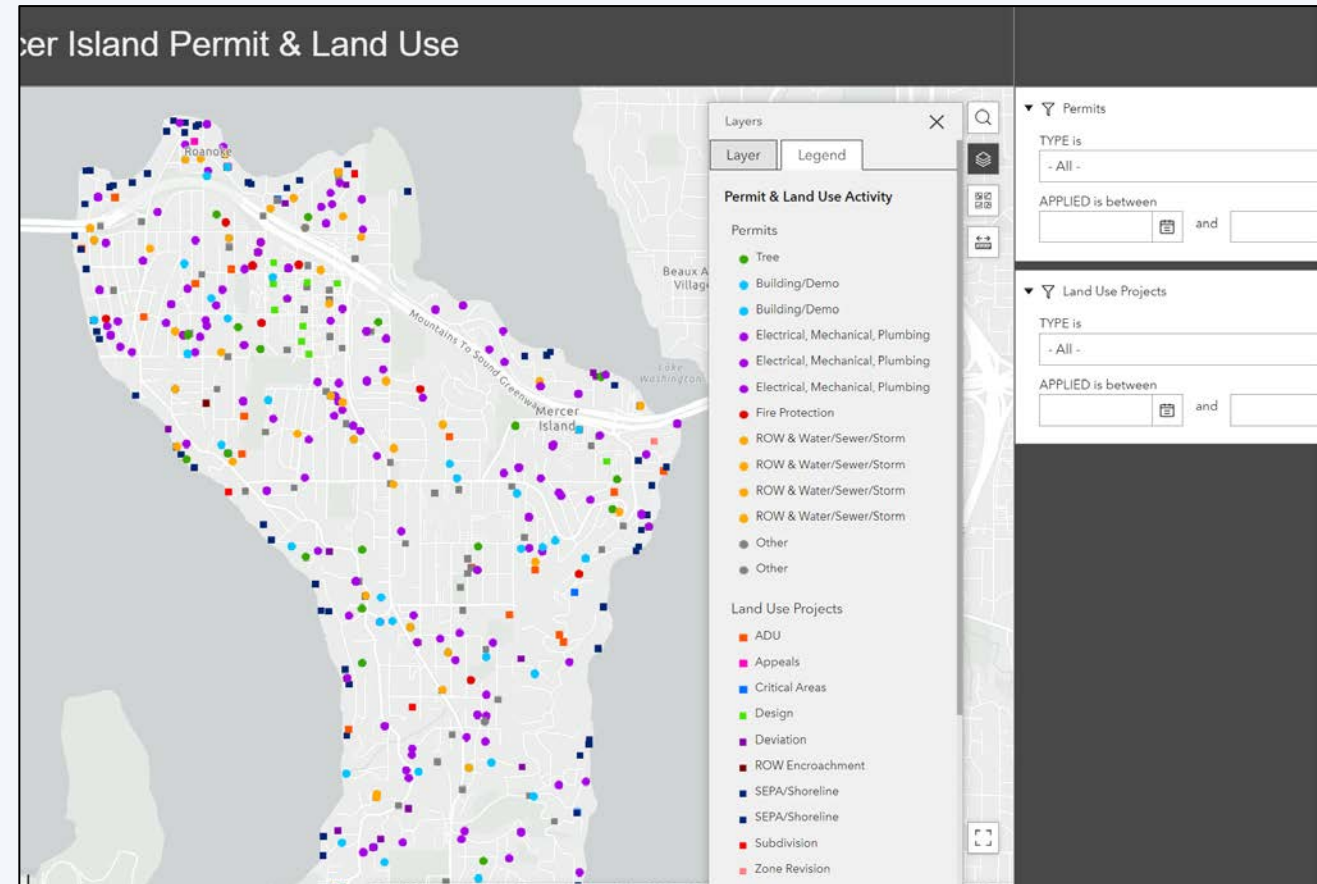 cer Island Permit & Land Use
Roanoke
Beaux A
Village
Mountains To Sound Greenway
Lake
Washington
Mercer
Island
Layers
Layer
Legend
Permit & Land Use Activity
Permits
Tree
Building/Demo
Building/Demo
Electrical, Mechanical, Plumbing
Electrical, Mechanical, Plumbing
Electrical, Mechanical, Plumbing
Fire Protection
ROW & Water/Sewer/Storm
ROW & Water/Sewer/Storm
ROW & Water/Sewer/Storm
ROW & Water/Sewer/Storm
Other
Other
Land Use Projects
ADU
Appeals
Critical Areas
Design
Deviation
ROW Encroachment
SEPA/Shoreline
SEPA/Shoreline
Subdivision
Zone Revision
Permits
TYPE is
- All -
APPLIED is between
and
Land Use Projects
TYPE is
- All -
APPLIED is between
and